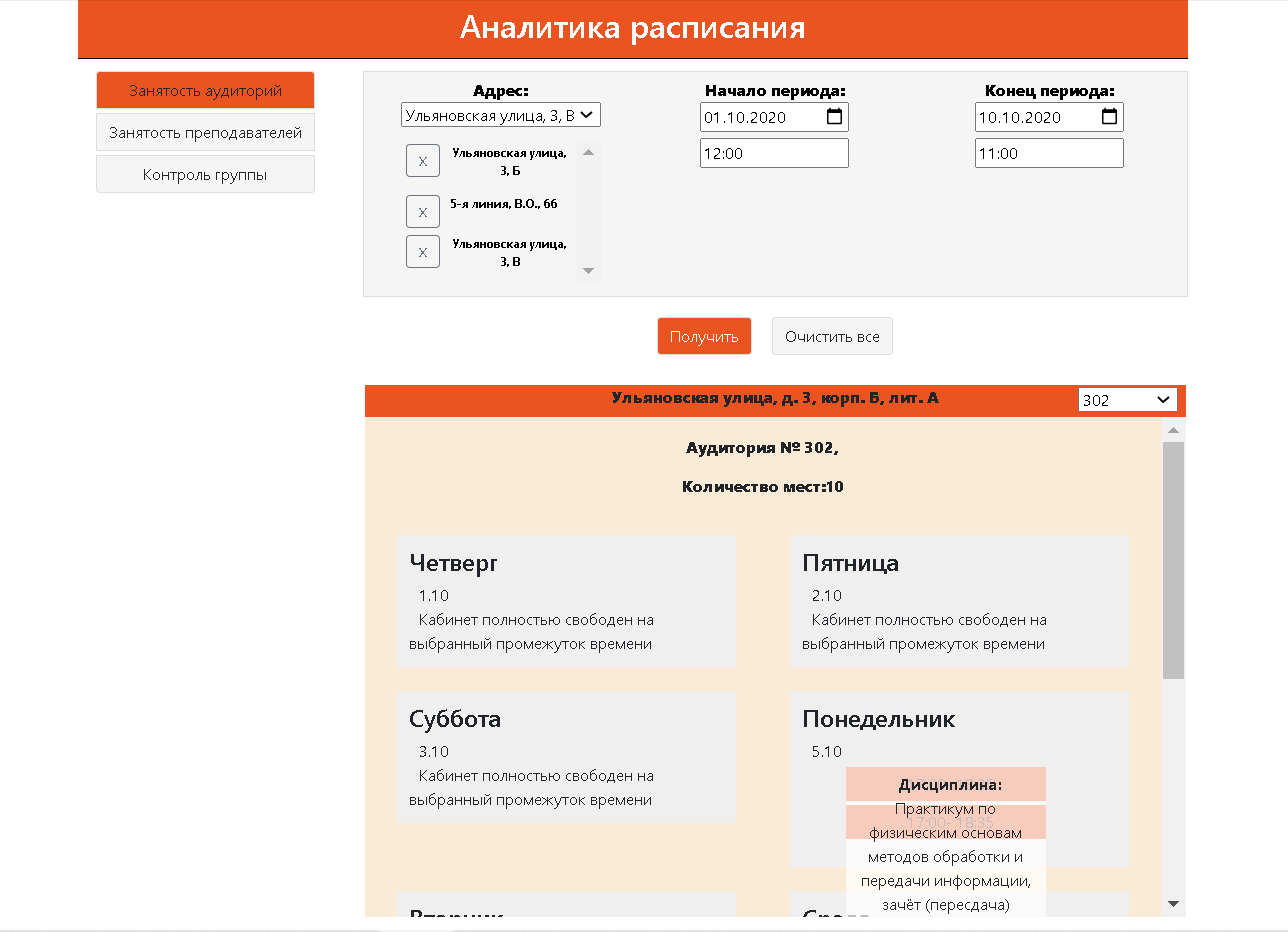 Аналитика расписания
Занятость аудиторий
Занятость преподавателей
Контроль группы
Адрес:
Ульяновская улица, 3, В
x
Ульяновская улица,
3, Б
x
5-я линия, В.О., 66
x
Ульяновская улица,
3, В
Начало периода:
01.10.2020
12:00
Конец периода:
10.10.2020
11:00
Получить
Очистить все
Ульяновская улица, д. 3, корп. Б, лит. А
302
Аудитория № 302,
Количество мест:10
Четверг
1.10
Кабинет полностью свободен на
выбранный промежуток времени
Пятница
2.10
Кабинет полностью свободен на
выбранный промежуток времени
Суббота
3.10
Кабинет полностью свободен на
выбранный промежуток времени
Понедельник
5.10
Дисциплина:
Практикум по
17:00- 18:35
физическим основам
методов обработки и
передачи информации,
зачёт (пересдача)
Вторник
Среда